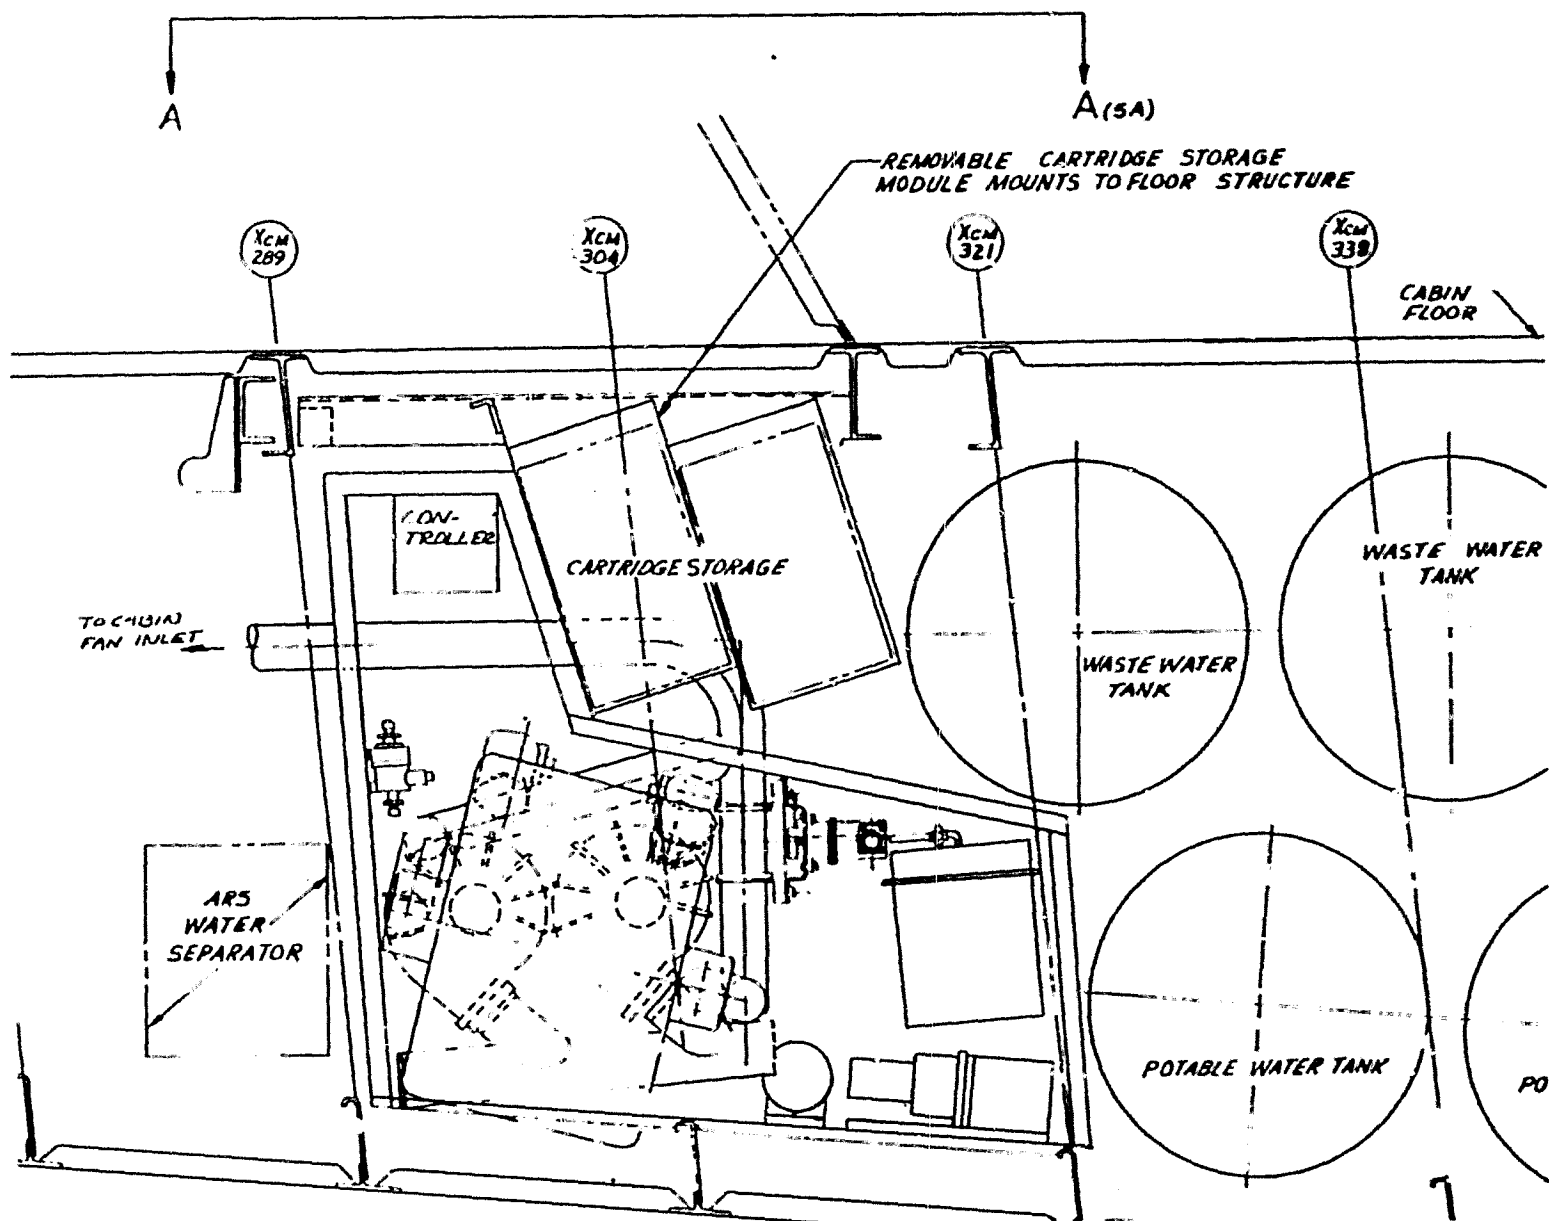 A
A (5A)
REMOVABLE CARTRIDGE STORAGE
MODULE MOUNTS TO FLOOR STRUCTURE
XCM
289
XCM
304
XCM
321
XCM
338
CABIN
FLOOR
CON-
TROLLER
CARTRIDGE STORAGE
WASTE WATER
TANK
TO CABIN
FAN INLET
WASTE WATER
TANK
ARS
WATER
SEPARATOR
POTABLE WATER TANK
PO